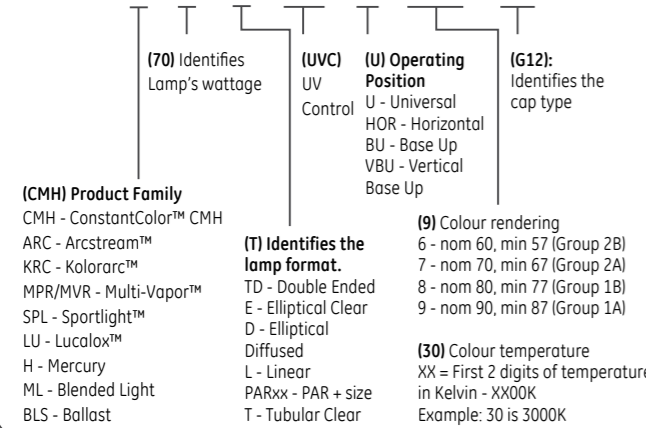 (70) Identifies
Lamp's wattage
(UVC)
UV
Control
(U) Operating
Position
U - Universal
HOR - Horizontal
BU - Base Up
VBU - Vertical
Base Up
(G12):
Identifies the
cap type
(CMH) Product Family
CMH - ConstantColor™ CMH
ARC - Arcstream™
KRC - Kolorarc™
MPR/MVR - Multi-Vapor™
SPL - Sportlight™
LU - Lucalox™
H - Mercury
ML - Blended Light
BLS - Ballast
(T) Identifies the
lamp format.
TD - Double Ended
E - Elliptical Clear
D - Elliptical
Diffused
L - Linear
PARxx - PAR + size
T - Tubular Clear
(9) Colour rendering
6 - nom 60, min 57 (Group 2B)
7 - nom 70, min 67 (Group 2A)
8 - nom 80, min 77 (Group 1B)
9 - nom 90, min 87 (Group 1A)
(30) Colour temperature
XX = First 2 digits of temperature
in Kelvin - XX00K
Example: 30 is 3000K